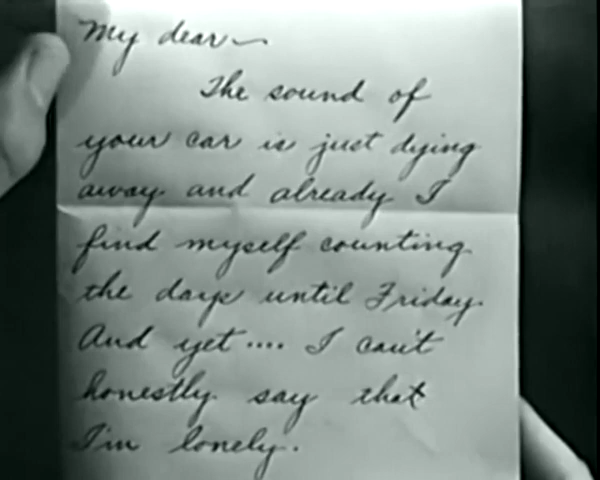 My dear—
The sound of
your car is just dying
away and already I
find myself counting
the days until Friday.
And yet.... I can't
honestly say that
I'm lonely.